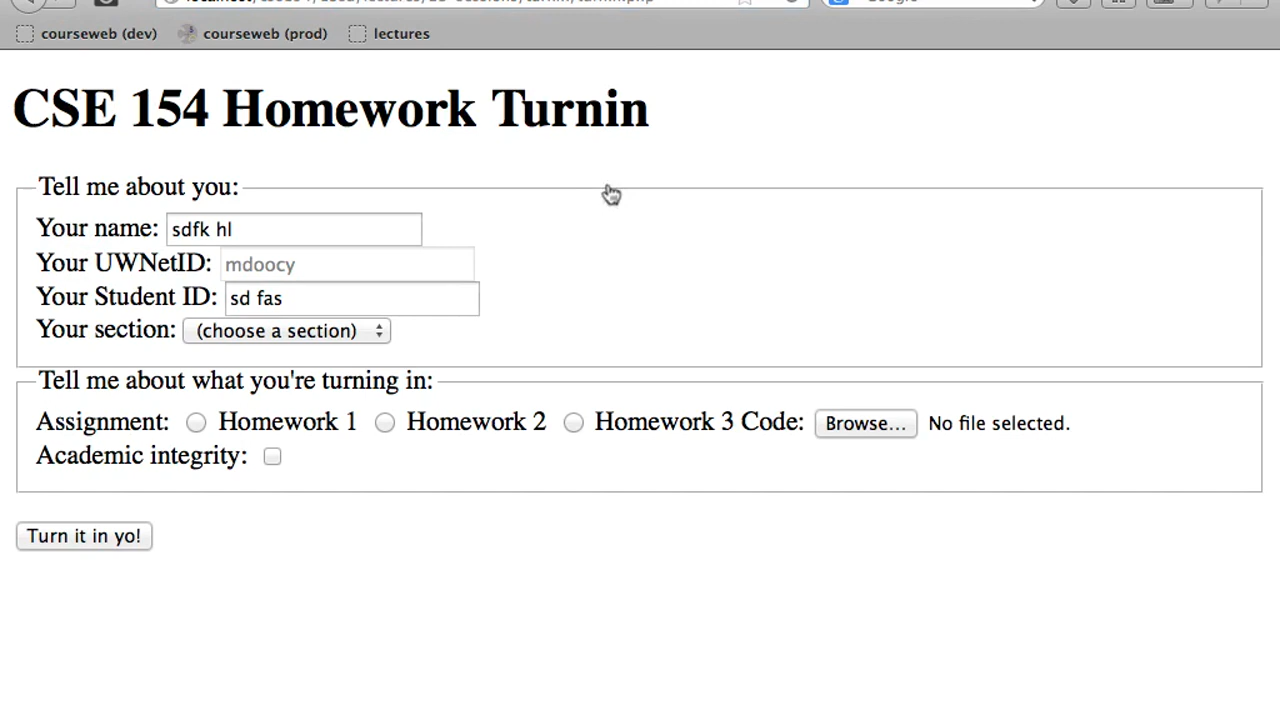 courseweb (dev) courseweb (prod) lectures
CSE 154 Homework Turnin
Tell me about you:
Your name: sdfk hl
Your UWNetID: mdoocy
Your Student ID: sd fas
Your section: (choose a section)
Tell me about what you're turning in:
Assignment: Homework 1 Homework 2 Homework 3 Code: Browse... No file selected.
Academic integrity:
Turn it in yo!